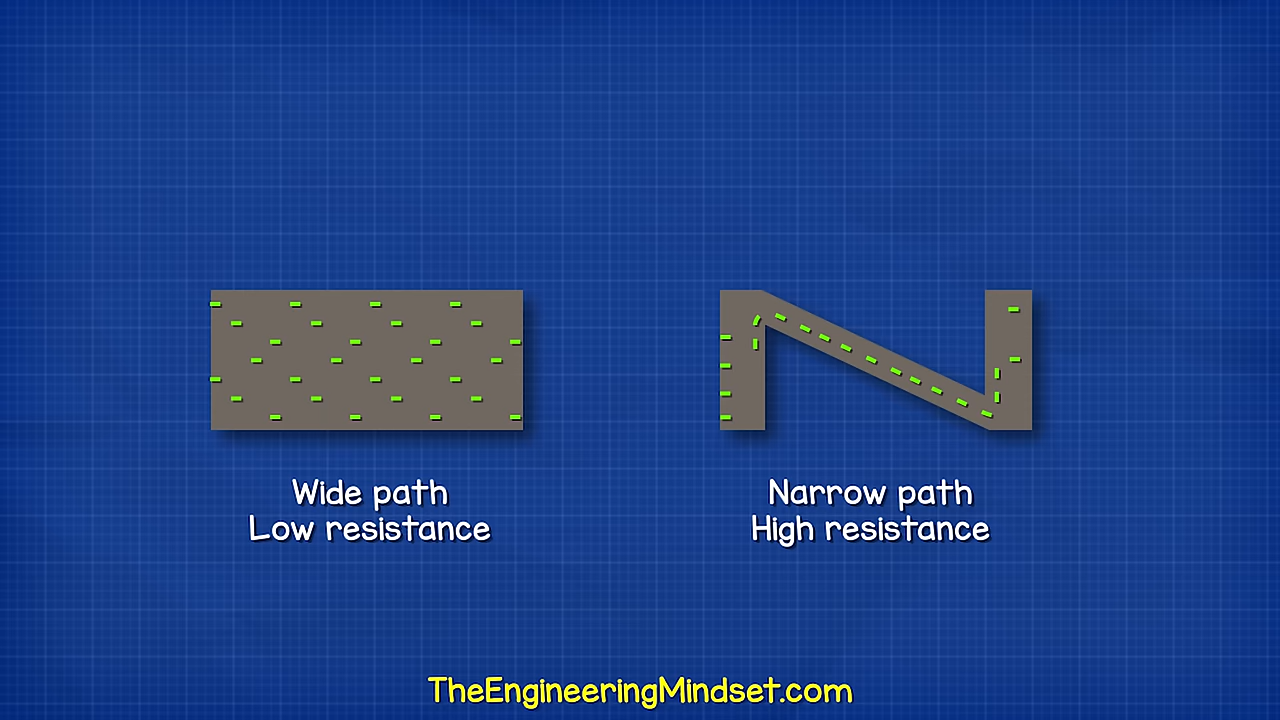 Wide path
Low resistance
Narrow path
High resistance
TheEngineeringMindset.com